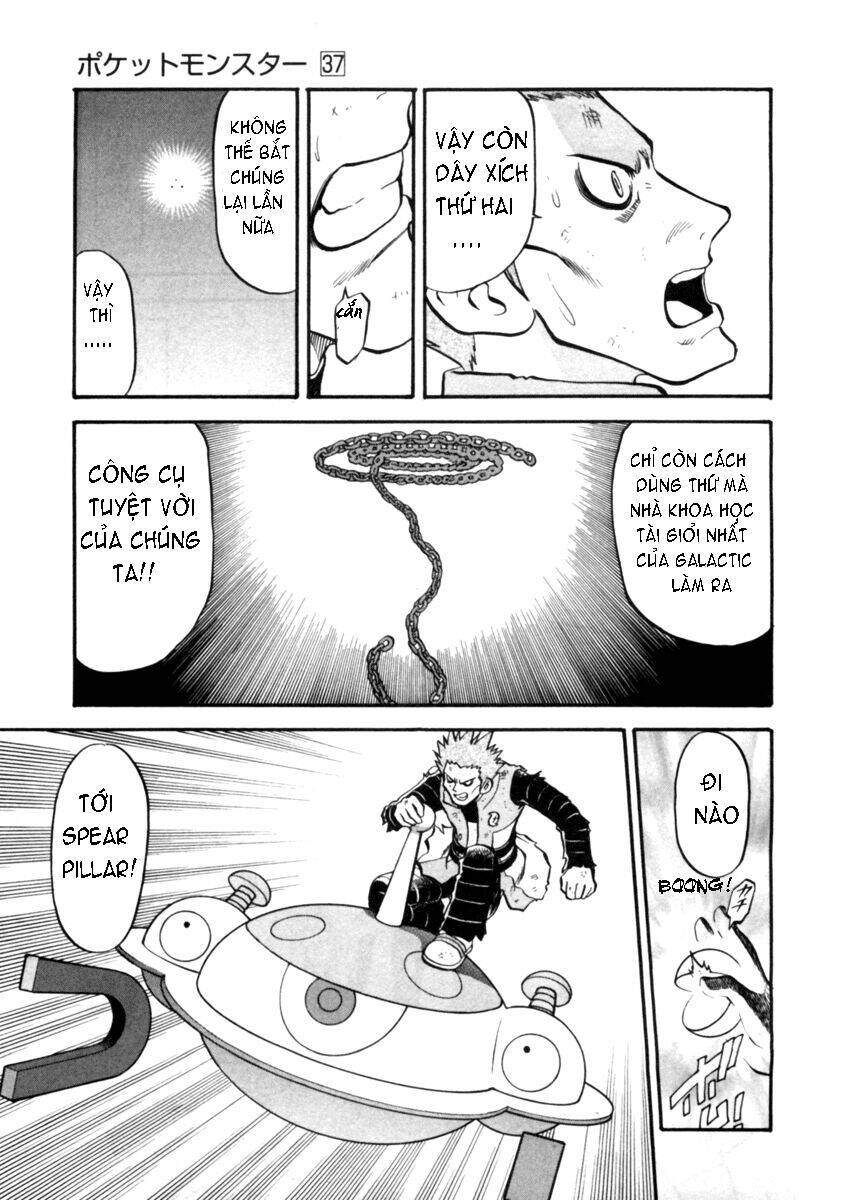 ポケットモンスター 37
VẬY CÒN
DÂY XÍCH
THỨ HAI
....
cắn
KHÔNG
THỂ BẮT
CHÚNG
LẠI LẦN
NỮA
VẬY
THÌ
.....
CHỈ CÒN CÁCH
DÙNG THỨ MÀ
NHÀ KHOA HỌC
TÀI GIỎI NHẤT
CỦA GALACTIC
LÀM RA
CÔNG CỤ
TUYỆT VỜI
CỦA CHÚNG
TA!!
ĐI
NÀO
BOONG!
TỚI
SPEAR
PILLAR!